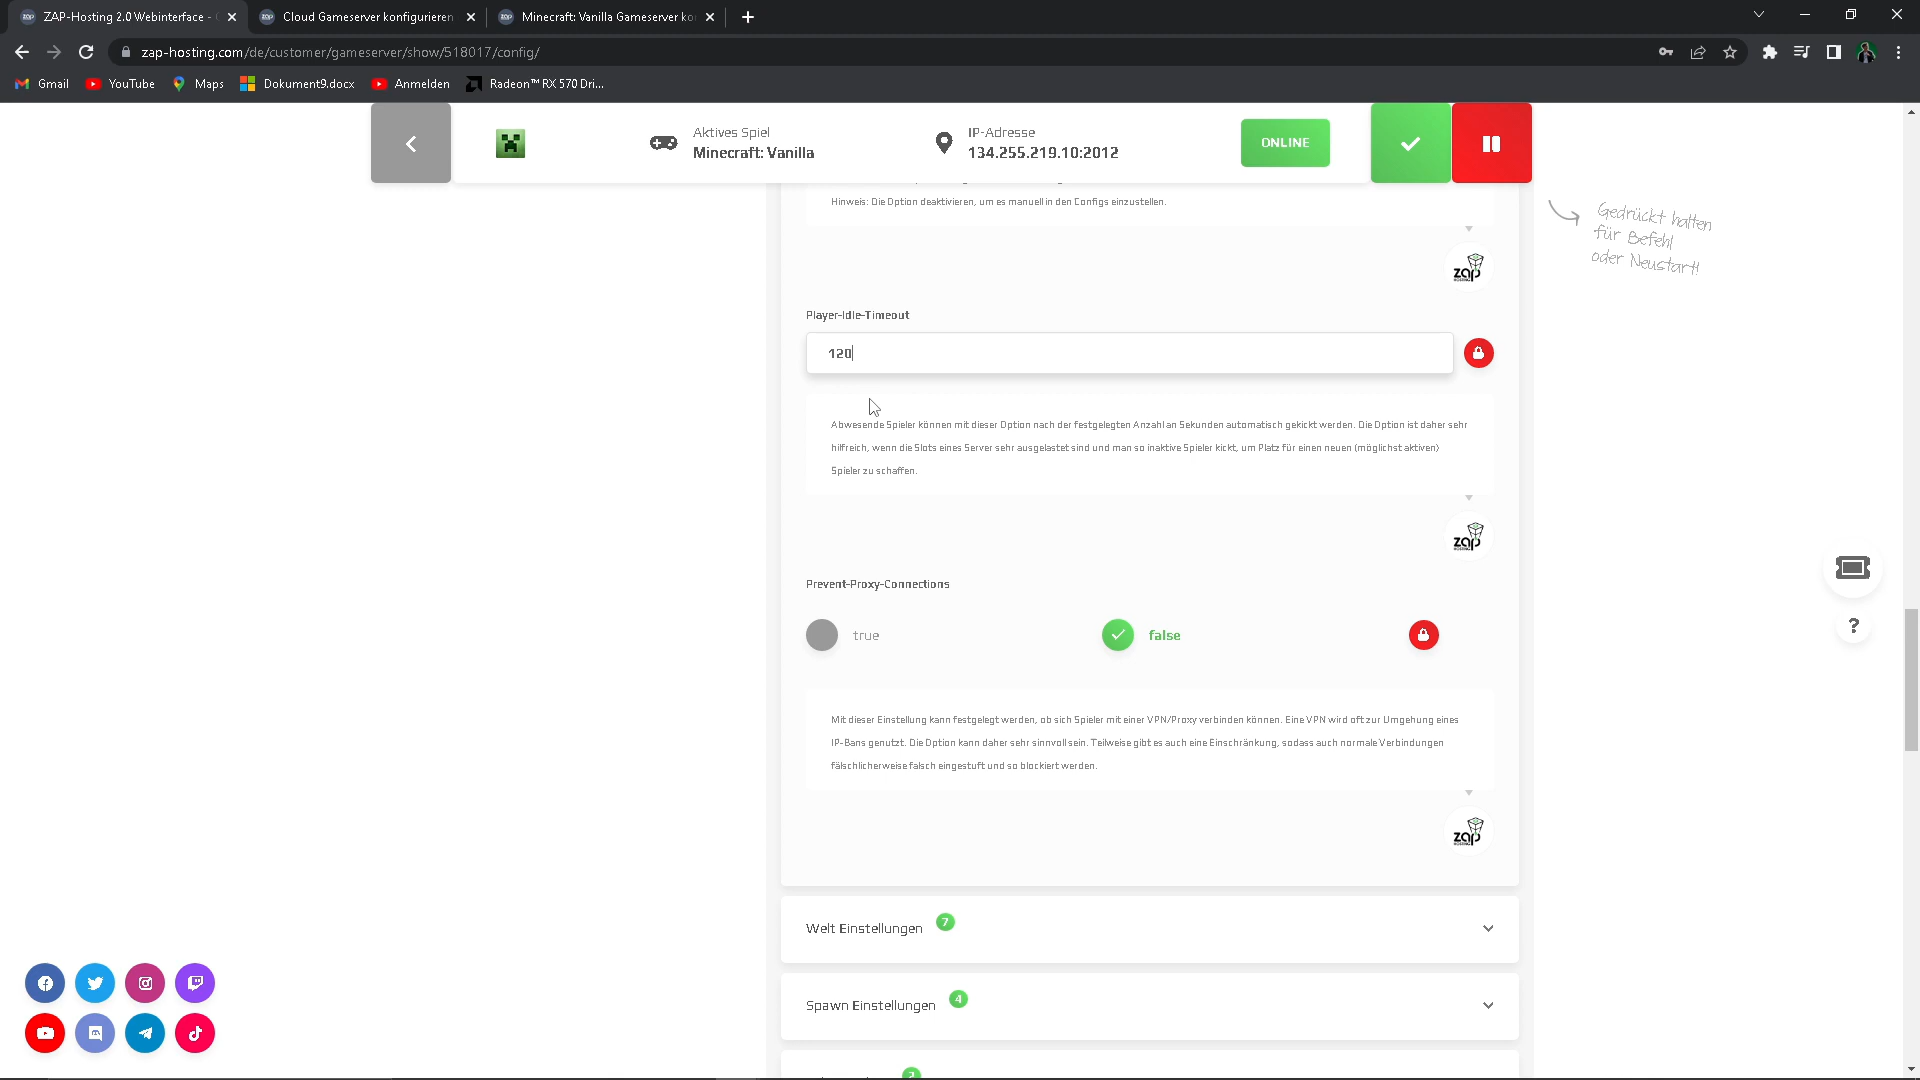 ZAP-Hosting 2.0 Webinterface -
Cloud Gameserver konfigurieren
Minecraft: Vanilla Gameserver ko
zap-hosting.com/de/customer/gameserver/show/518017/config/
Gmail
YouTube
Maps
Dokument9.docx
Anmelden
Radeon™ RX 570 Dri...
Aktives Spiel
Minecraft: Vanilla
IP-Adresse
134.255.219.10:2012
ONLINE
Gedrückt halten
für Befehl
oder Neustart!
Hinweis: Die Option deaktivieren, um es manuell in den Configs einzustellen.
ZAP
HOSTING
Player-Idle-Timeout
120
Abwesende Spieler können mit dieser Option nach der festgelegten Anzahl an Sekunden automatisch gekickt werden. Die Option ist daher sehr
hilfreich, wenn die Slots eines Server sehr ausgelastet sind und man so inaktive Spieler kickt, um Platz für einen neuen (möglichst aktiven)
Spieler zu schaffen.
ZAP
HOSTING
?
Prevent-Proxy-Connections
true
false
Mit dieser Einstellung kann festgelegt werden, ob sich Spieler mit einer VPN/Proxy verbinden können. Eine VPN wird oft zur Umgehung eines
IP-Bans genutzt. Die Option kann daher sehr sinnvoll sein. Teilweise gibt es auch eine Einschränkung, sodass auch normale Verbindungen
fälschlicherweise falsch eingestuft und so blockiert werden.
ZAP
HOSTING
Welt Einstellungen 7
Spawn Einstellungen 4